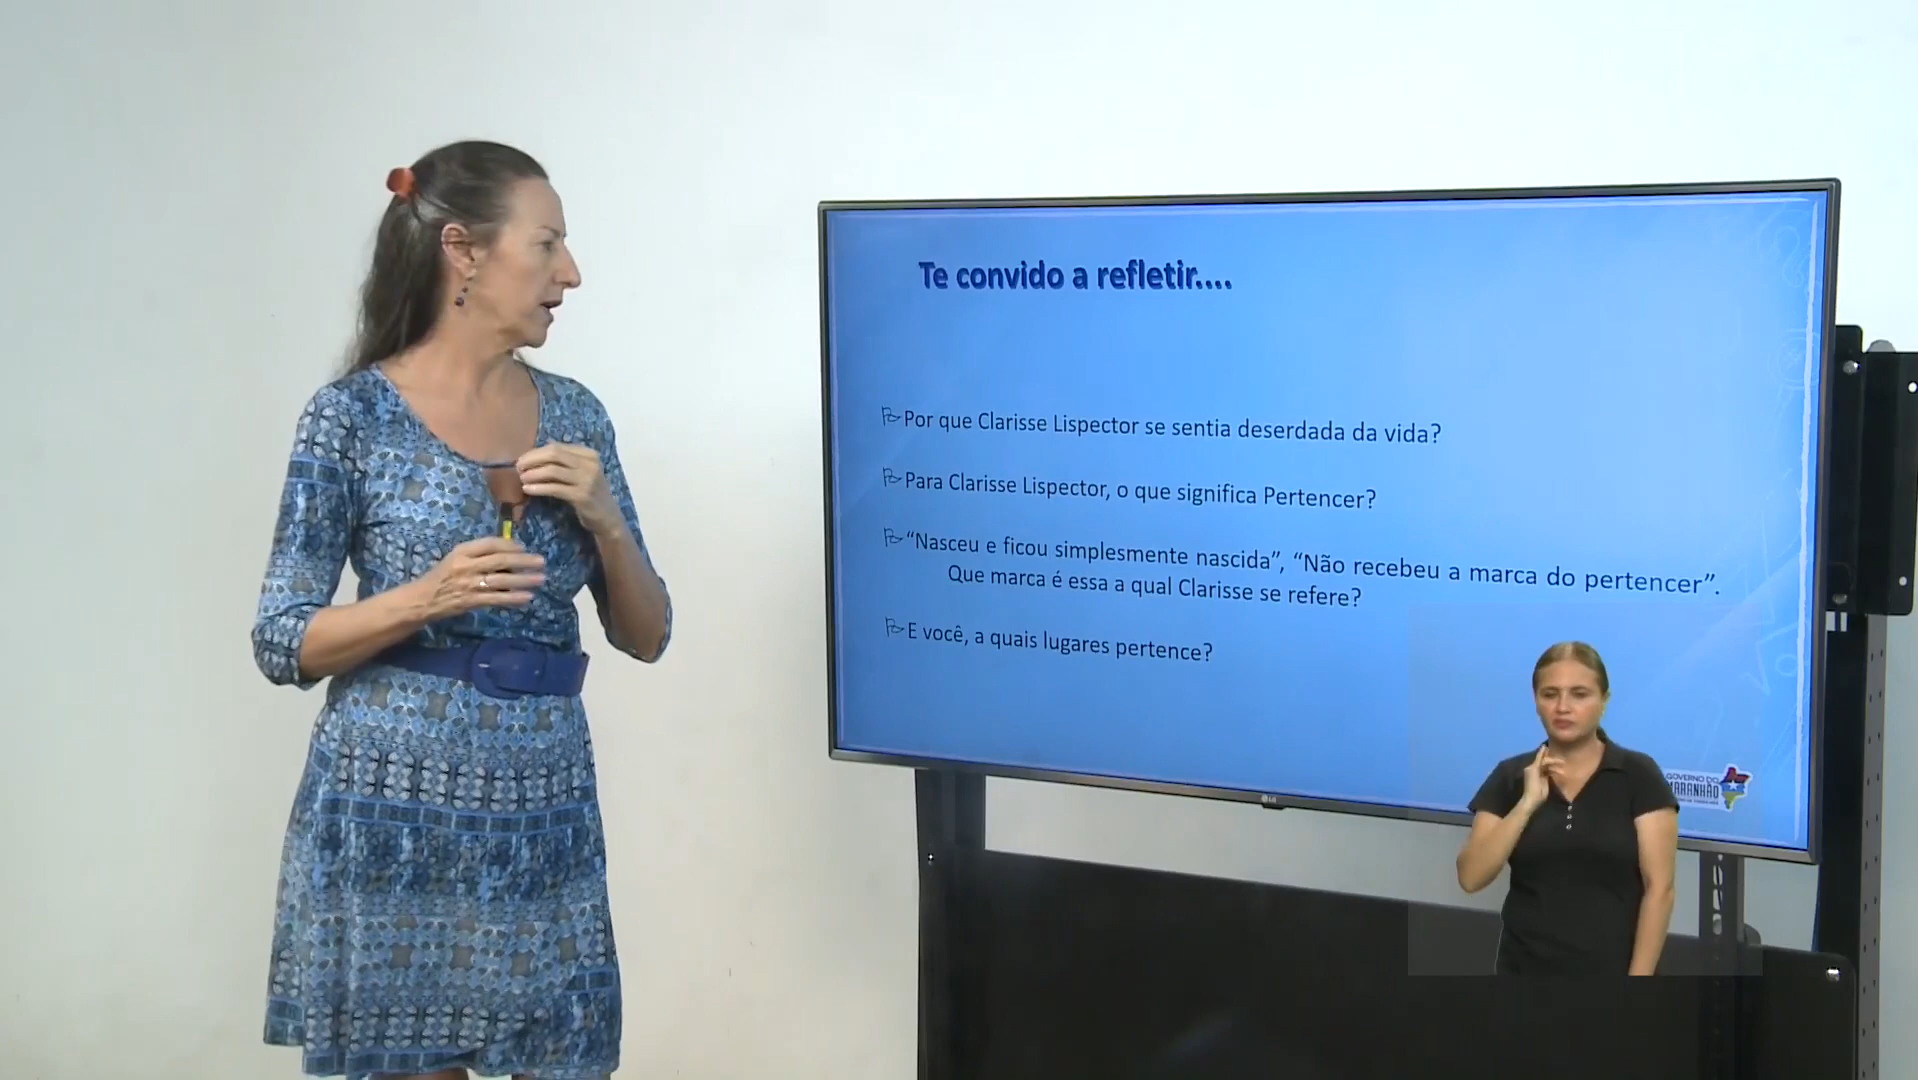 Te convido a refletir....
Por que Clarisse Lispector se sentia deserdada da vida?
Para Clarisse Lispector, o que significa Pertencer?
“Nasceu e ficou simplesmente nascida”, “Não recebeu a marca do pertencer”.
Que marca é essa a qual Clarisse se refere?
E você, a quais lugares pertence?
GOVERNO DO
MARANHÃO
LG